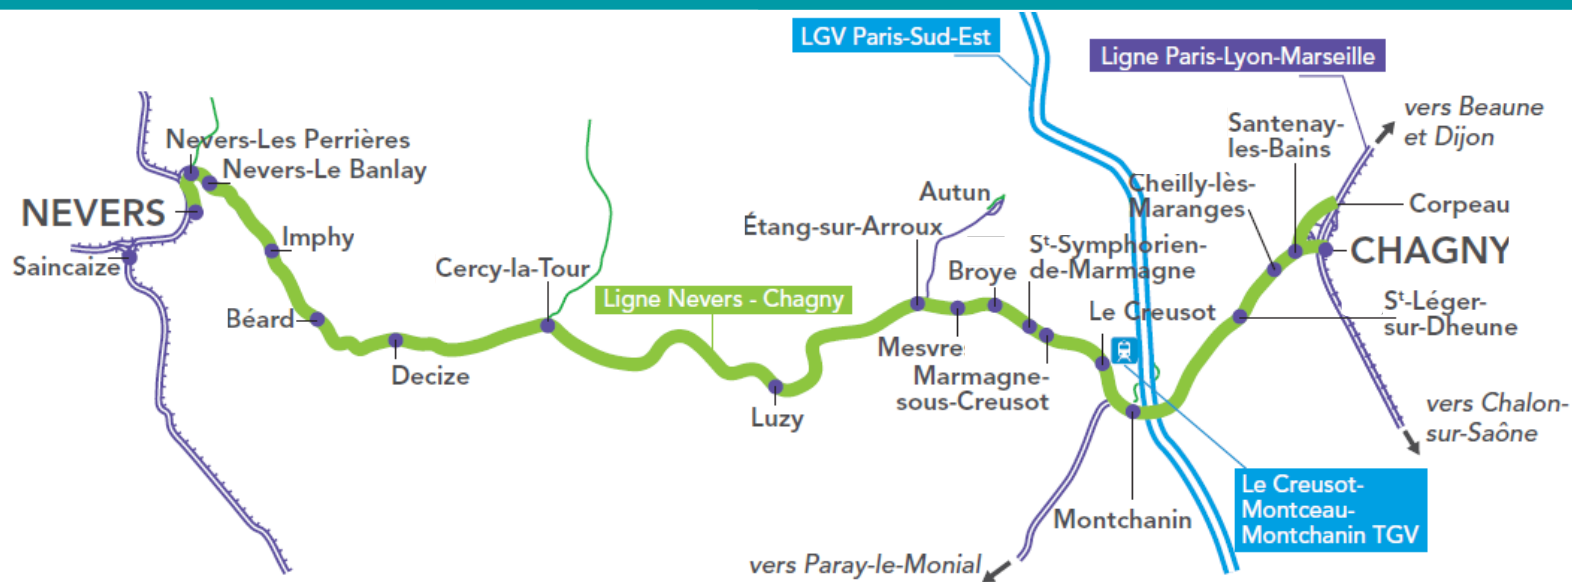 LGV Paris-Sud-Est
Ligne Paris-Lyon-Marseille
vers Beaune
et Dijon
Santenay-
les-Bains
Nevers-Les Perrières
Nevers-Le Banlay
NEVERS
Saincaize
Imphy
Béard
Decize
Cercy-la-Tour
Ligne Nevers - Chagny
Luzy
Étang-sur-Arroux
Autun
Mesvre
Broye
St-Symphorien-
de-Marmagne
Marmagne-
sous-Creusot
Le Creusot
Cheilly-lès-
Maranges
Corpeau
CHAGNY
St-Léger-
sur-Dheune
vers Chalon-
sur-Saône
Le Creusot-
Montceau-
Montchanin TGV
Montchanin
vers Paray-le-Monial